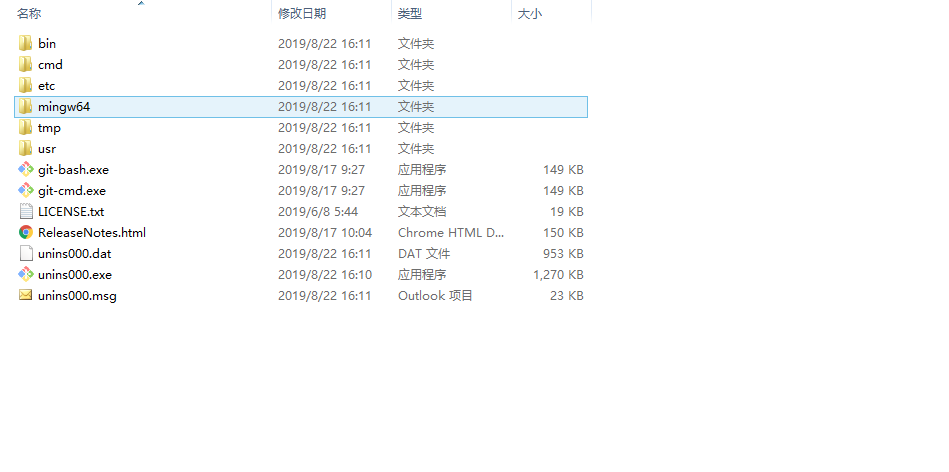 名称 修改日期 类型 大小
bin 2019/8/22 16:11 文件夹
cmd 2019/8/22 16:11 文件夹
etc 2019/8/22 16:11 文件夹
mingw64 2019/8/22 16:11 文件夹
tmp 2019/8/22 16:11 文件夹
usr 2019/8/22 16:11 文件夹
git-bash.exe 2019/8/17 9:27 应用程序 149 KB
git-cmd.exe 2019/8/17 9:27 应用程序 149 KB
LICENSE.txt 2019/6/8 5:44 文本文档 19 KB
ReleaseNotes.html 2019/8/17 10:04 Chrome HTML D... 150 KB
unins000.dat 2019/8/22 16:11 DAT 文件 953 KB
unins000.exe 2019/8/22 16:10 应用程序 1,270 KB
unins000.msg 2019/8/22 16:11 Outlook 项目 23 KB